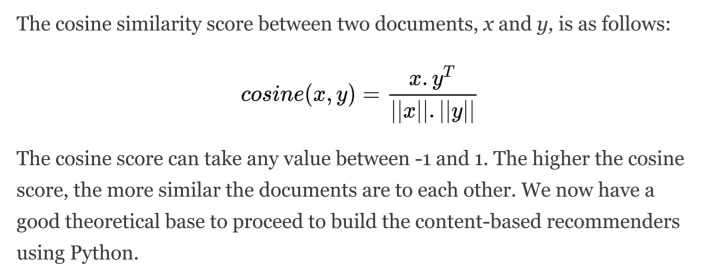 The cosine similarity score between two documents, x and y, is as follows:
cosine(x, y) = x. y^T / ||x||. ||y||
The cosine score can take any value between -1 and 1. The higher the cosine
score, the more similar the documents are to each other. We now have a
good theoretical base to proceed to build the content-based recommenders
using Python.